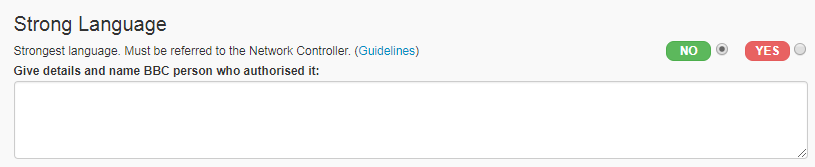 Strong Language
Strongest language. Must be referred to the Network Controller. (Guidelines) NO YES
Give details and name BBC person who authorised it: